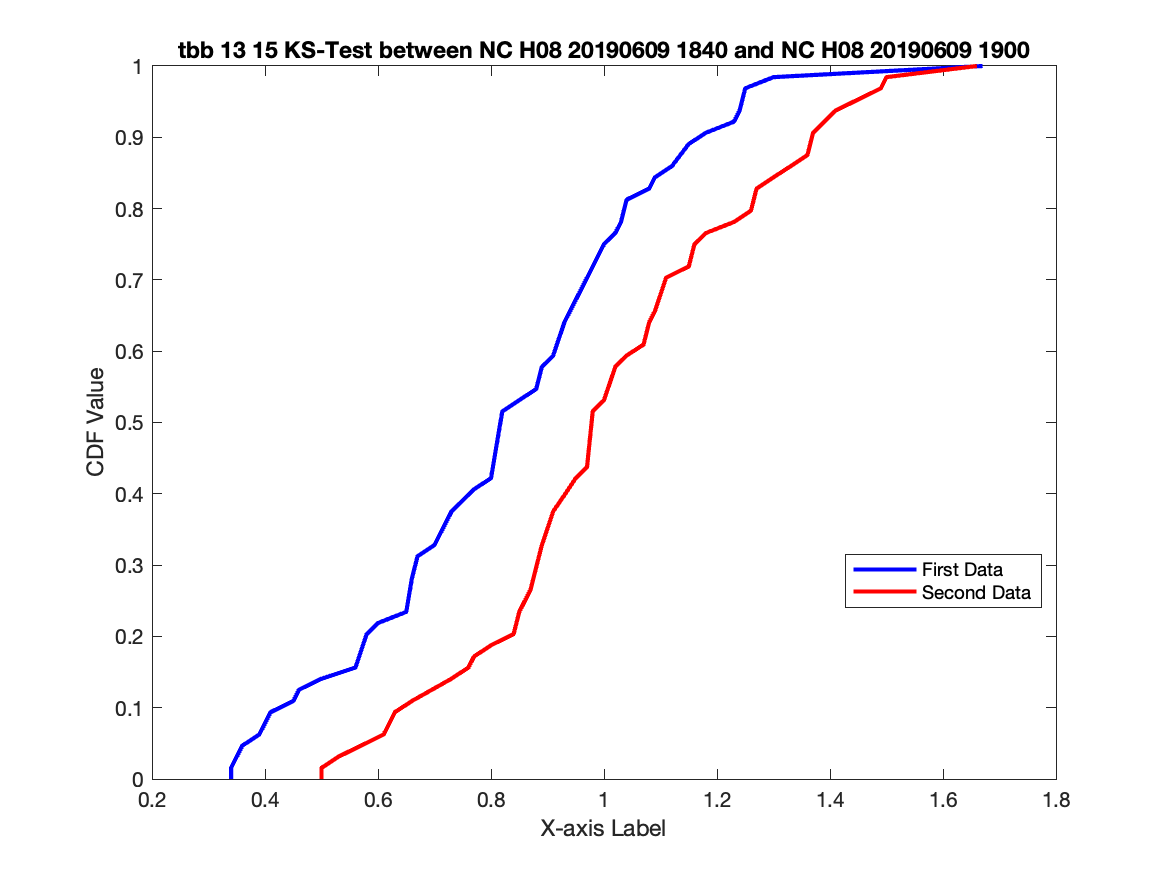 tbb 13 15 KS-Test between NC H08 20190609 1840 and NC H08 20190609 1900
1
0.9
0.8
0.7
0.6
0.5
0.4
0.3
0.2
0.1
0
CDF Value
First Data
Second Data
0.2 0.4 0.6 0.8 1 1.2 1.4 1.6 1.8
X-axis Label